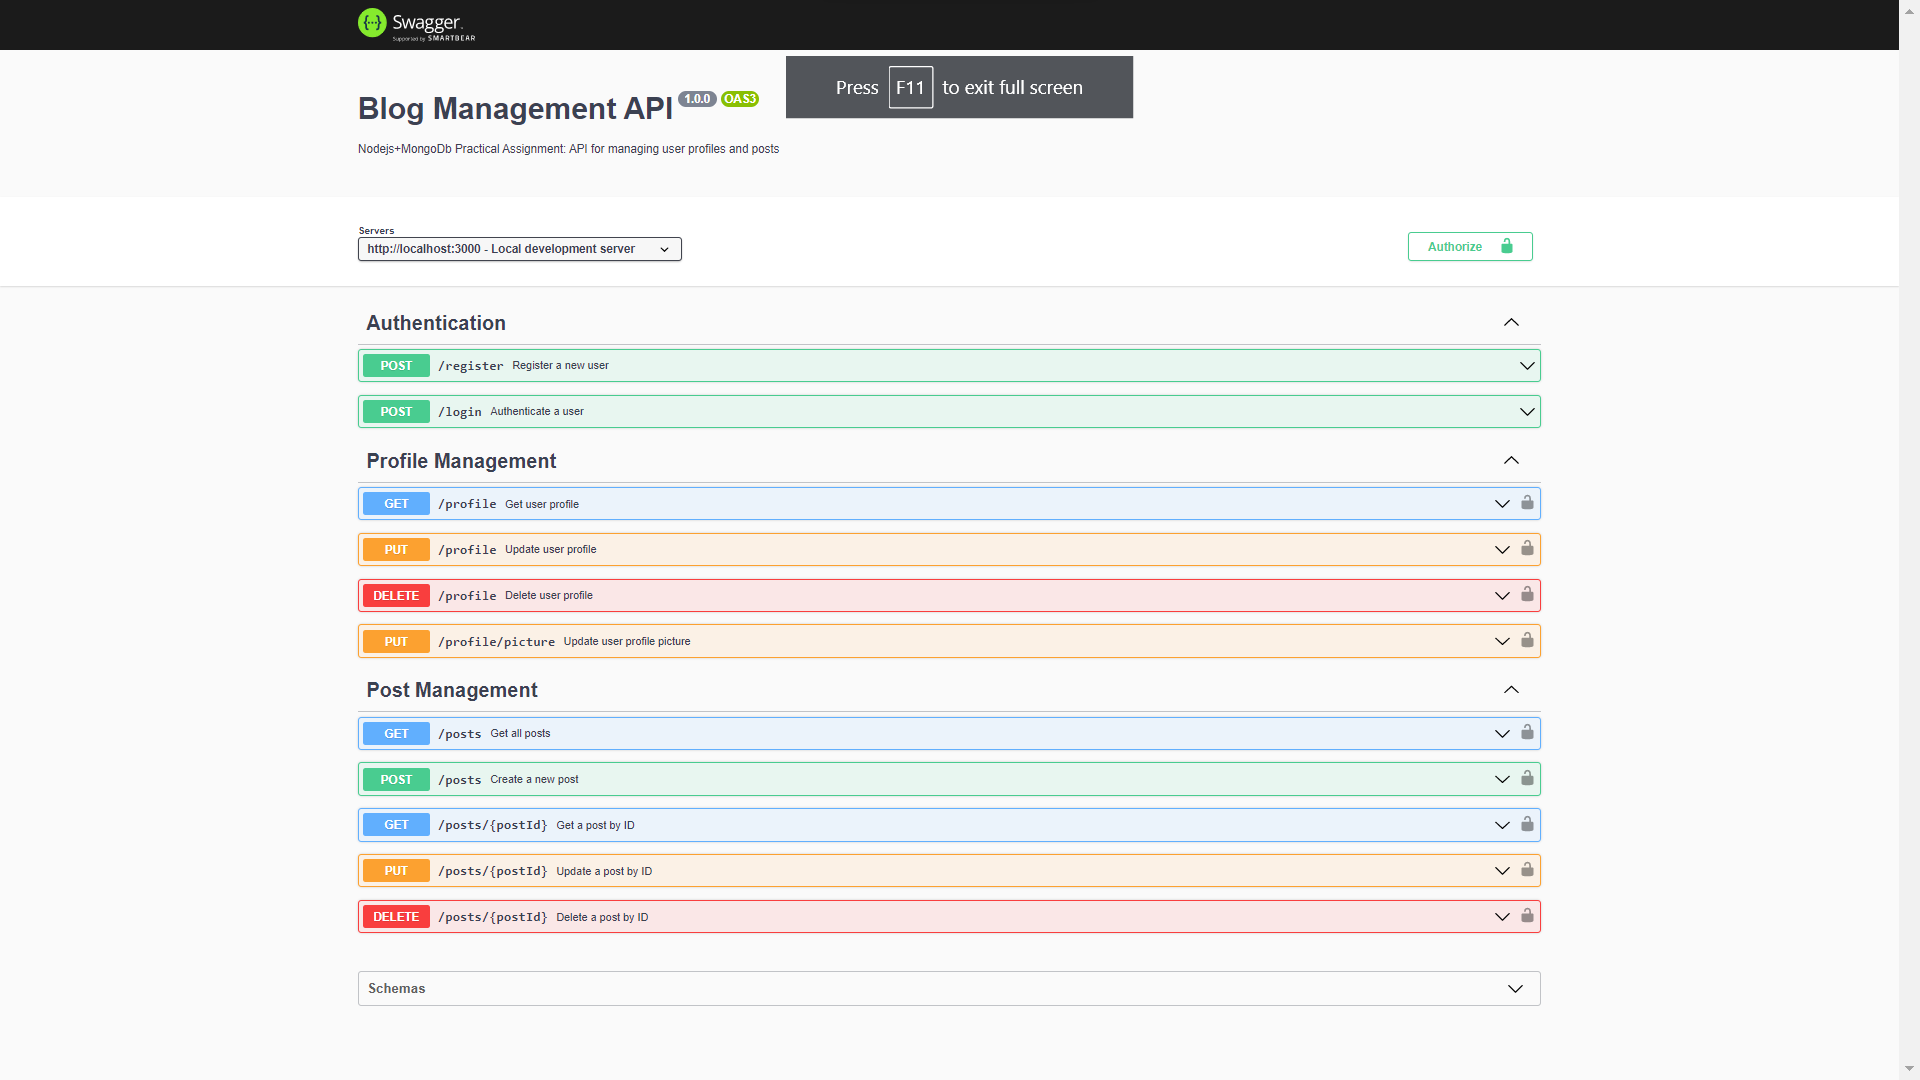 Swagger.
Supported by SMARTBEAR
Press F11 to exit full screen
Blog Management API 1.0.0 OAS3
Nodejs+MongoDb Practical Assignment: API for managing user profiles and posts
Servers
http://localhost:3000 - Local development server
Authorize
Authentication
POST /register Register a new user
POST /login Authenticate a user
Profile Management
GET /profile Get user profile
PUT /profile Update user profile
DELETE /profile Delete user profile
PUT /profile/picture Update user profile picture
Post Management
GET /posts Get all posts
POST /posts Create a new post
GET /posts/{postId} Get a post by ID
PUT /posts/{postId} Update a post by ID
DELETE /posts/{postId} Delete a post by ID
Schemas